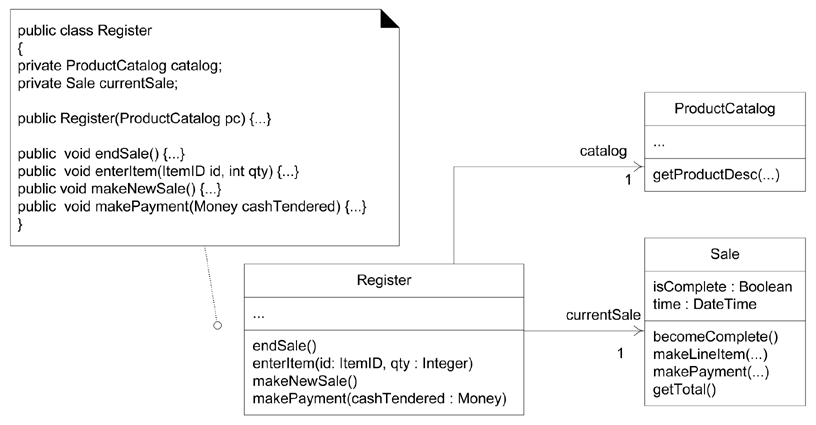 public class Register
{
private ProductCatalog catalog;
private Sale currentSale;
public Register(ProductCatalog pc) {...}
public void endSale() {...}
public void enterItem(ItemID id, int qty) {...}
public void makeNewSale() {...}
public void makePayment(Money cashTendered) {...}
}
ProductCatalog
...
getProductDesc(...)
catalog
1
Register
...
endSale()
enterItem(id: ItemID, qty : Integer)
makeNewSale()
makePayment(cashTendered : Money)
currentSale
1
Sale
isComplete : Boolean
time : DateTime
becomeComplete()
makeLineItem(...)
makePayment(...)
getTotal()